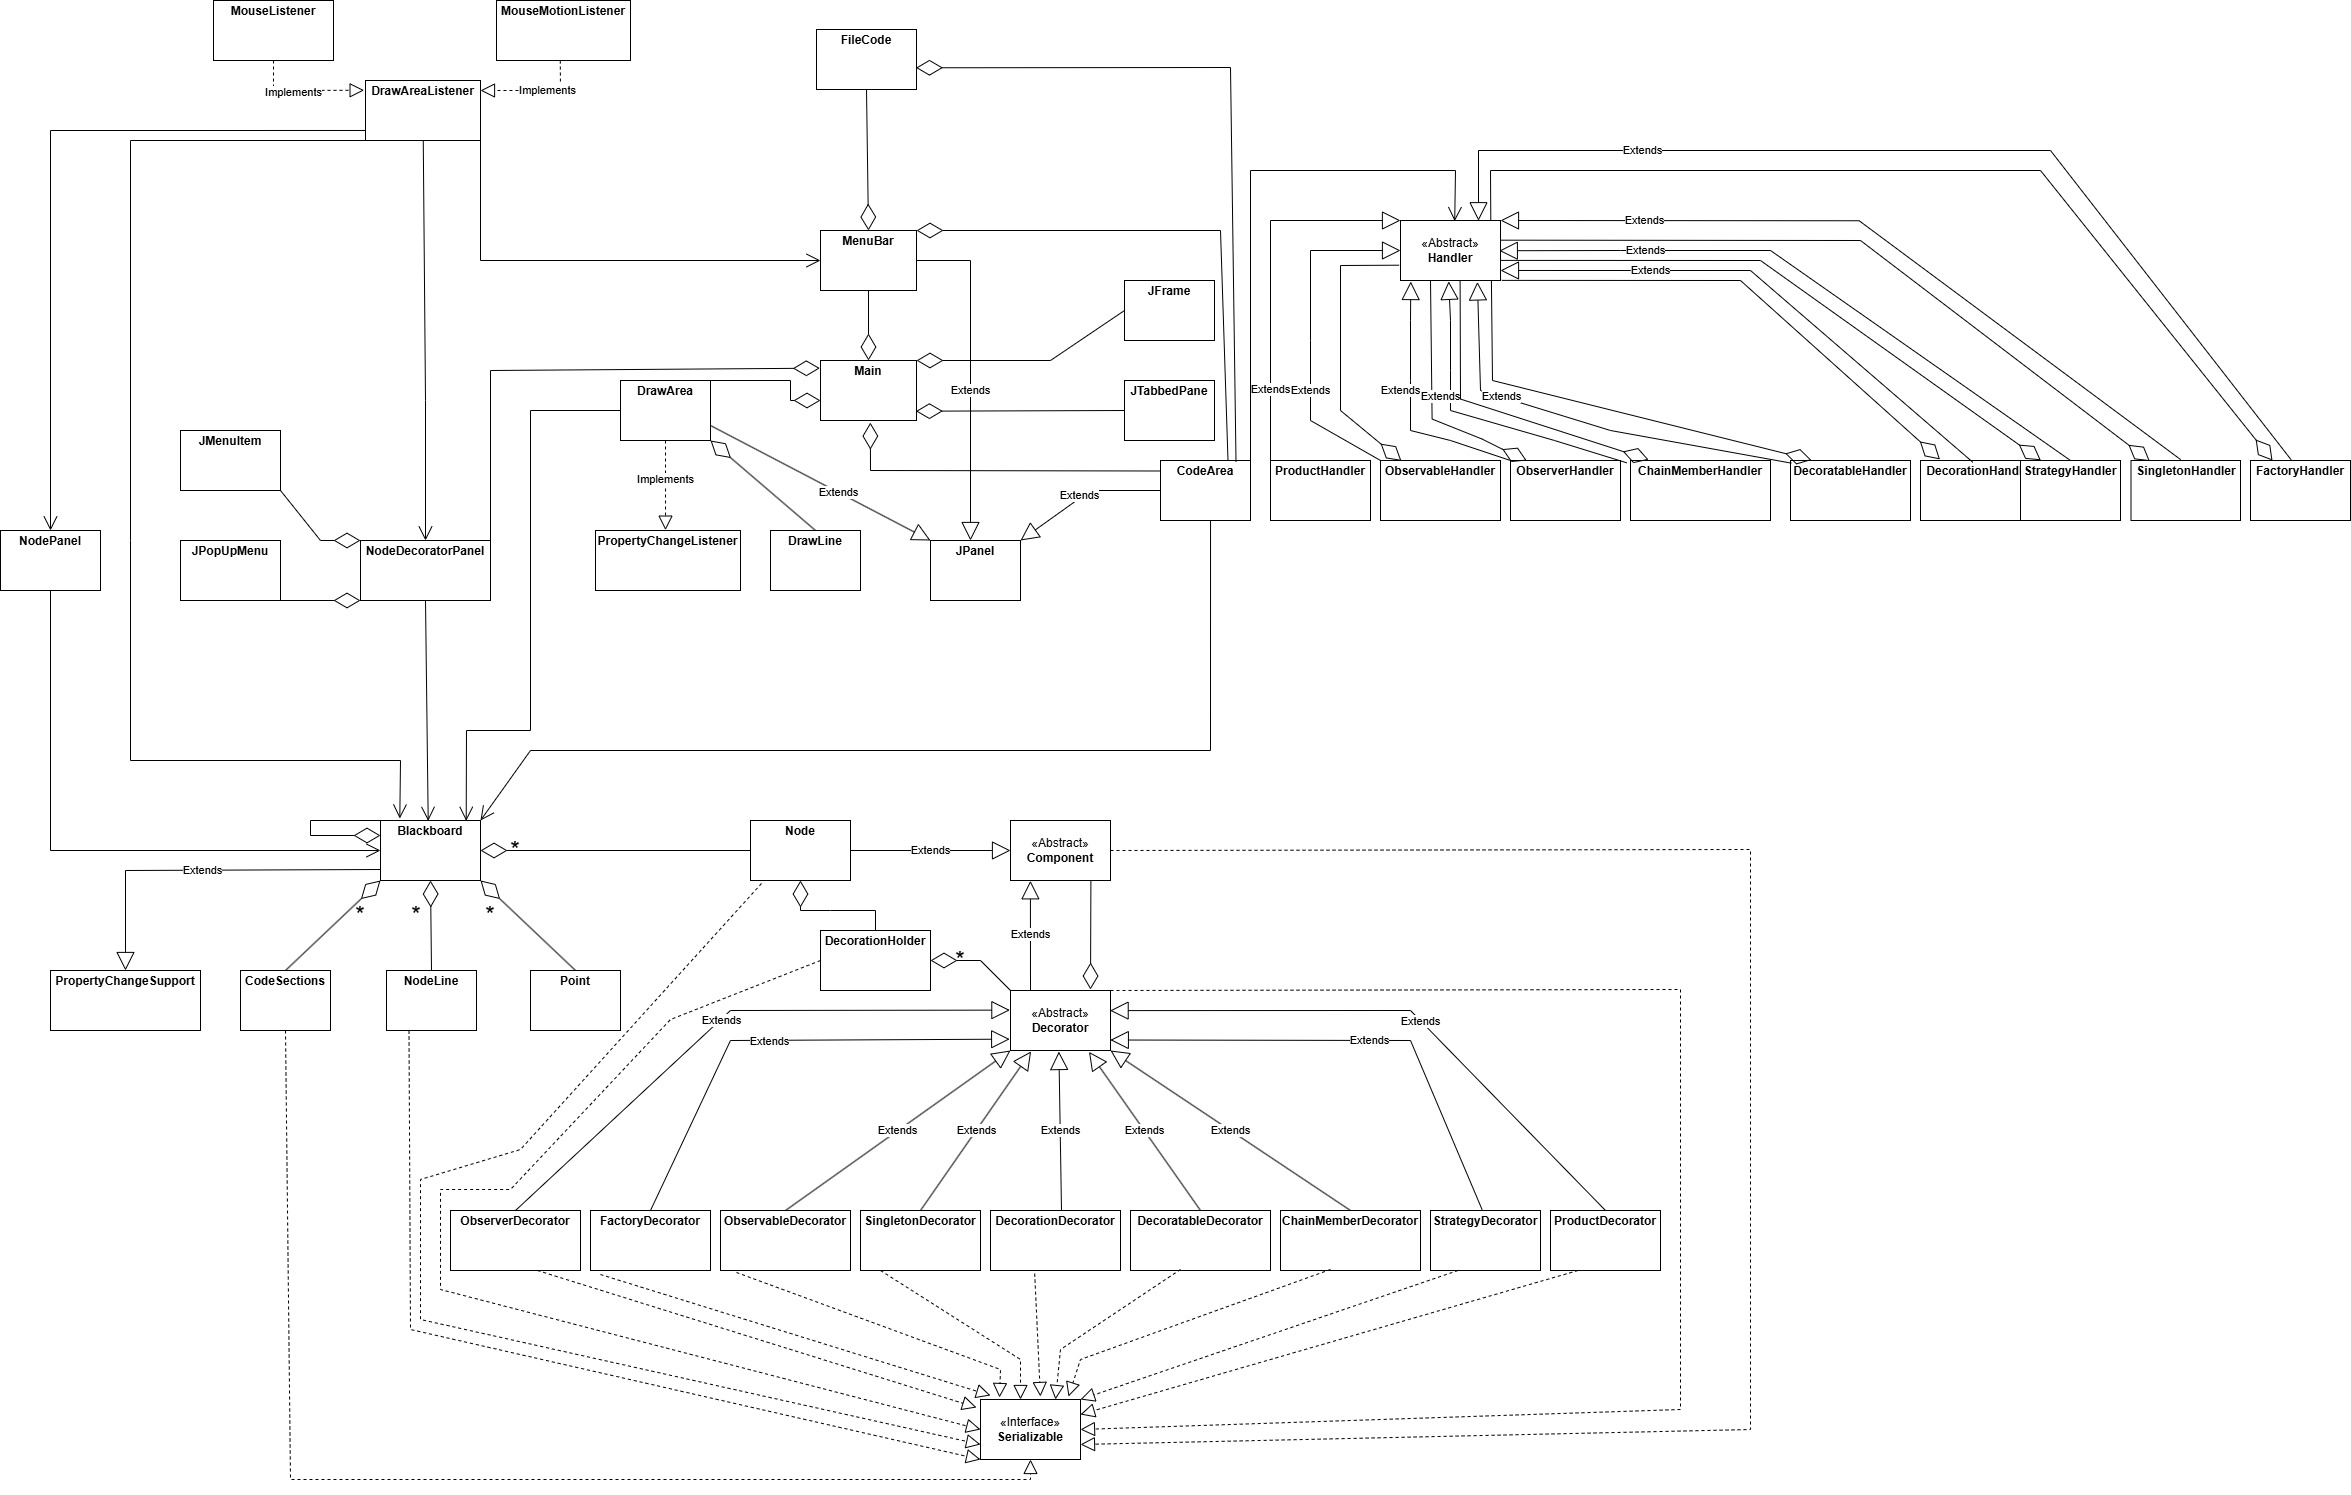 MouseListener
MouseMotionListener
FileCode
Implements
DrawAreaListener
Implements
Extends
Extends
MenuBar
«Abstract»
Handler
Extends
Extends
JFrame
Main
Extends
DrawArea
JTabbedPane
Extends
Extends
Extends
Extends
Extends
JMenuItem
CodeArea
ProductHandler
ObservableHandler
ObserverHandler
ChainMemberHandler
DecoratableHandler
DecorationHand
StrategyHandler
SingletonHandler
FactoryHandler
Implements
Extends
Extends
NodePanel
JPopUpMenu
NodeDecoratorPanel
PropertyChangeListener
DrawLine
JPanel
Blackboard
*
Node
Extends
«Abstract»
Component
Extends
*
*
*
Extends
DecorationHolder
*
PropertyChangeSupport
CodeSections
NodeLine
Point
«Abstract»
Decorator
Extends
Extends
Extends
Extends
Extends
Extends
Extends
Extends
Extends
ObserverDecorator
FactoryDecorator
ObservableDecorator
SingletonDecorator
DecorationDecorator
DecoratableDecorator
ChainMemberDecorator
StrategyDecorator
ProductDecorator
«Interface»
Serializable